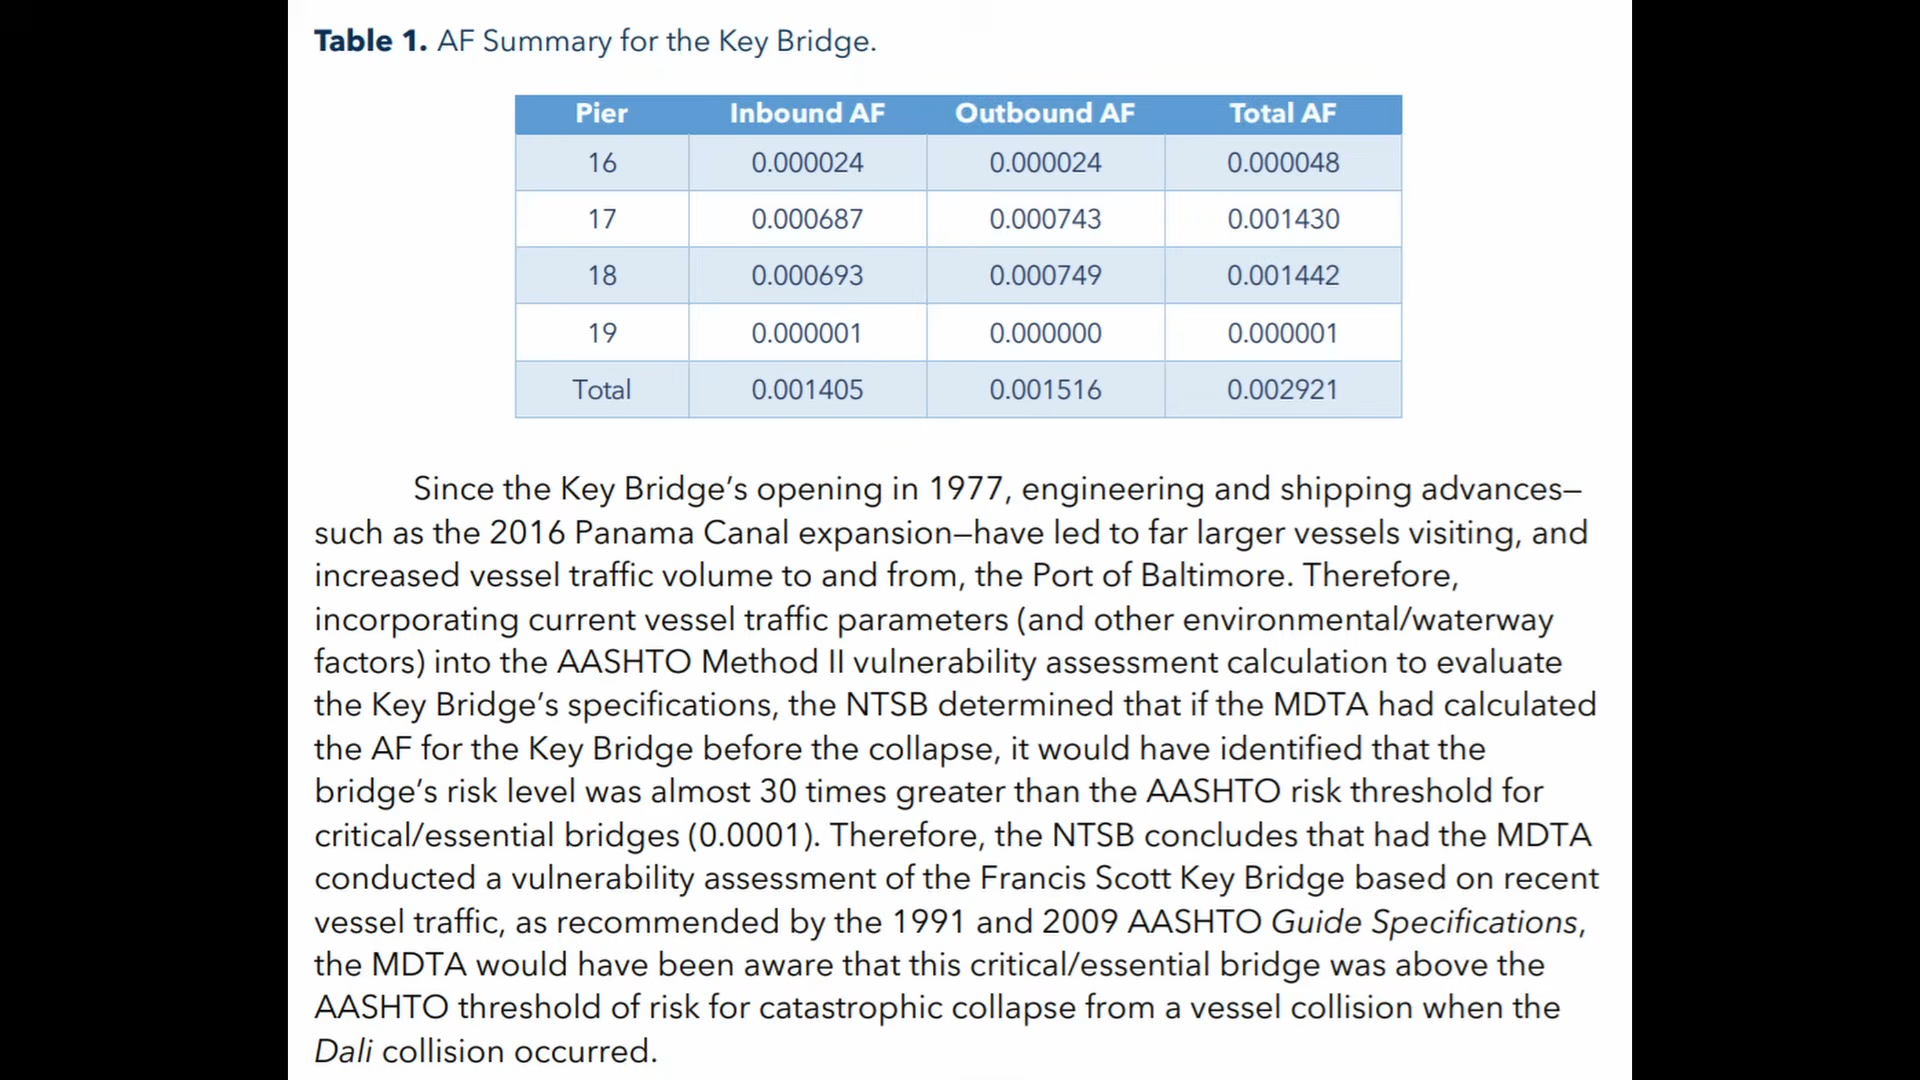 Table 1. AF Summary for the Key Bridge.
Pier Inbound AF Outbound AF Total AF
16 0.000024 0.000024 0.000048
17 0.000687 0.000743 0.001430
18 0.000693 0.000749 0.001442
19 0.000001 0.000000 0.000001
Total 0.001405 0.001516 0.002921
Since the Key Bridge’s opening in 1977, engineering and shipping advances—
such as the 2016 Panama Canal expansion—have led to far larger vessels visiting, and
increased vessel traffic volume to and from, the Port of Baltimore. Therefore,
incorporating current vessel traffic parameters (and other environmental/waterway
factors) into the AASHTO Method II vulnerability assessment calculation to evaluate
the Key Bridge’s specifications, the NTSB determined that if the MDTA had calculated
the AF for the Key Bridge before the collapse, it would have identified that the
bridge’s risk level was almost 30 times greater than the AASHTO risk threshold for
critical/essential bridges (0.0001). Therefore, the NTSB concludes that had the MDTA
conducted a vulnerability assessment of the Francis Scott Key Bridge based on recent
vessel traffic, as recommended by the 1991 and 2009 AASHTO Guide Specifications,
the MDTA would have been aware that this critical/essential bridge was above the
AASHTO threshold of risk for catastrophic collapse from a vessel collision when the
Dali collision occurred.